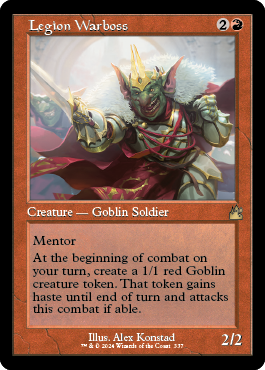 Legion Warboss 2
Creature — Goblin Soldier
Mentor
At the beginning of combat on
your turn, create a 1/1 red Goblin
creature token. That token gains
haste until end of turn and attacks
this combat if able.
Illus. Alex Konstad
™ & © 2024 Wizards of the Coast 337
2/2